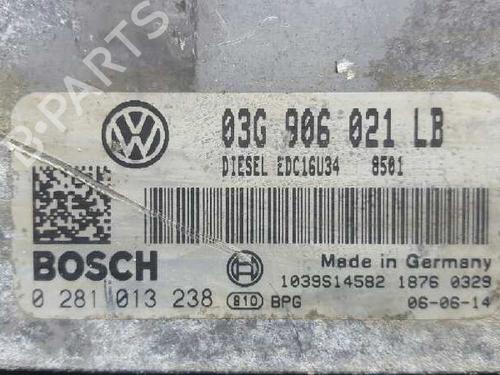 B-PARTS
03G 906 021 LB
DIESEL EDC16U34 8501
BOSCH
Made in Germany
1039S14582 1876 0329
0 281 013 238 810 BPG 06-06-14